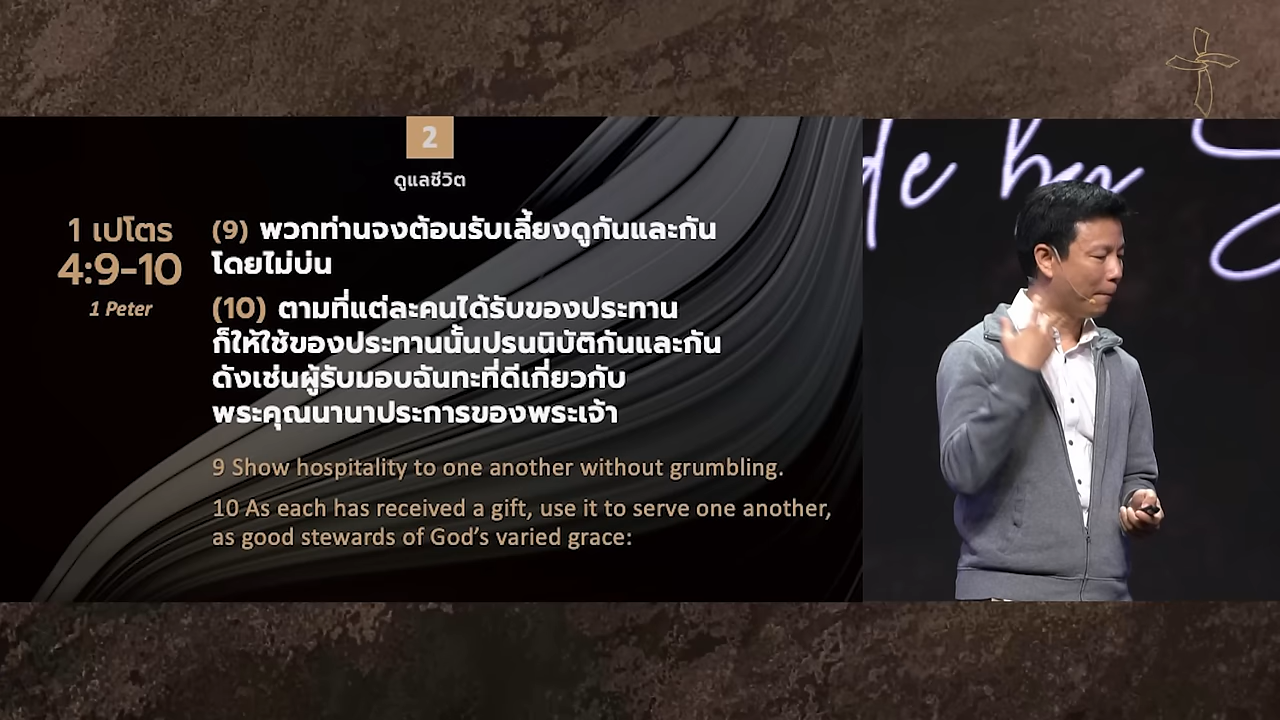 2
ดูแลชีวิต
1 เปโตร
4:9-10
1 Peter
(9) พวกท่านจงต้อนรับเลี้ยงดูกันและกัน
โดยไม่บ่น
(10) ตามที่แต่ละคนได้รับของประทาน
ก็ให้ใช้ของประทานนั้นปรนนิบัติกันและกัน
ดังเช่นผู้รับมอบฉันทะที่ดีเกี่ยวกับ
พระคุณนานาประการของพระเจ้า
9 Show hospitality to one another without grumbling.
10 As each has received a gift, use it to serve one another,
as good stewards of God's varied grace:
de by